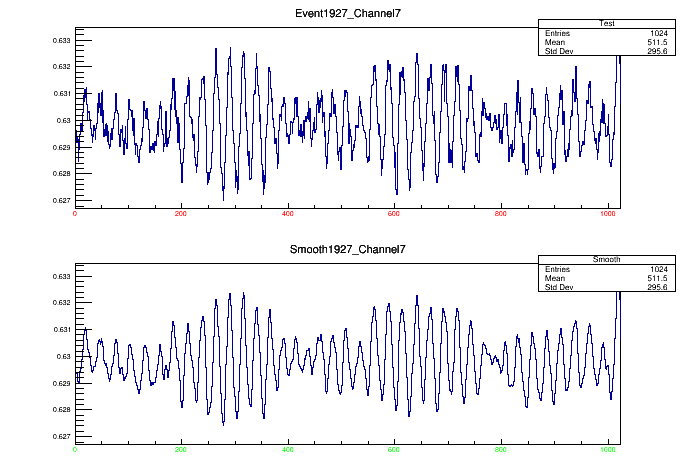 Event1927_Channel7
Test
Entries 1024
Mean 511.5
Std Dev 295.6
0.633
0.632
0.631
0.63
0.629
0.628
0.627
0 200 400 600 800 1000
Smooth1927_Channel7
Smooth
Entries 1024
Mean 511.5
Std Dev 295.6
0.633
0.632
0.631
0.63
0.629
0.628
0.627
0 200 400 600 800 1000